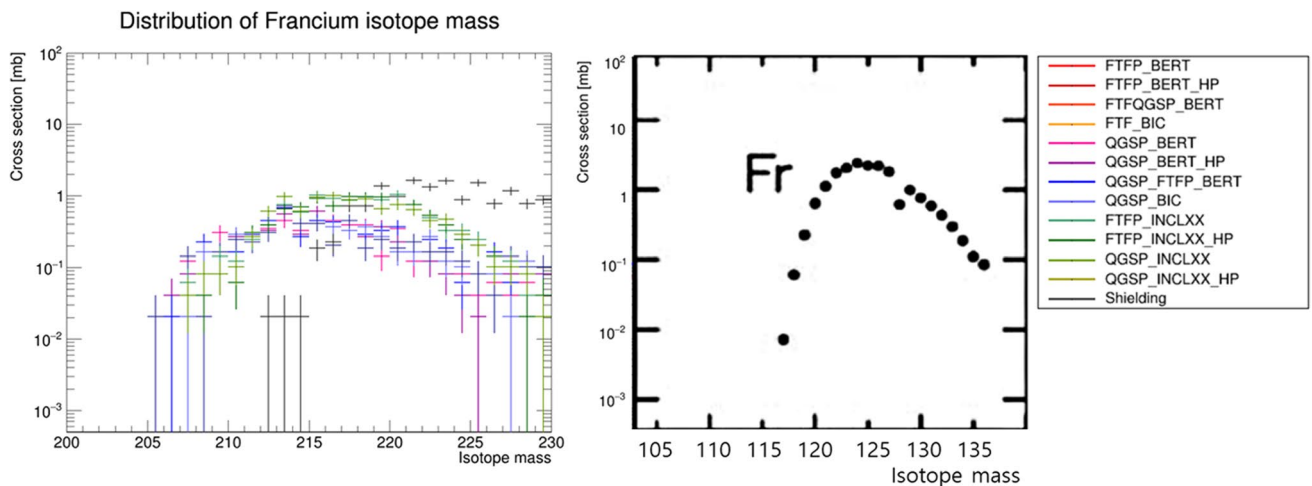 Distribution of Francium isotope mass
Cross section [mb]
10²
10
1
10⁻¹
10⁻²
10⁻³
200 205 210 215 220 225 230
Isotope mass
Cross section [mb]
10²
10
1
10⁻¹
10⁻²
10⁻³
Fr
105 110 115 120 125 130 135
Isotope mass
FTFP_BERT
FTFP_BERT_HP
FTFQGSP_BERT
FTF_BIC
QGSP_BERT
QGSP_BERT_HP
QGSP_FTFP_BERT
QGSP_BIC
FTFP_INCLXX
FTFP_INCLXX_HP
QGSP_INCLXX
QGSP_INCLXX_HP
Shielding